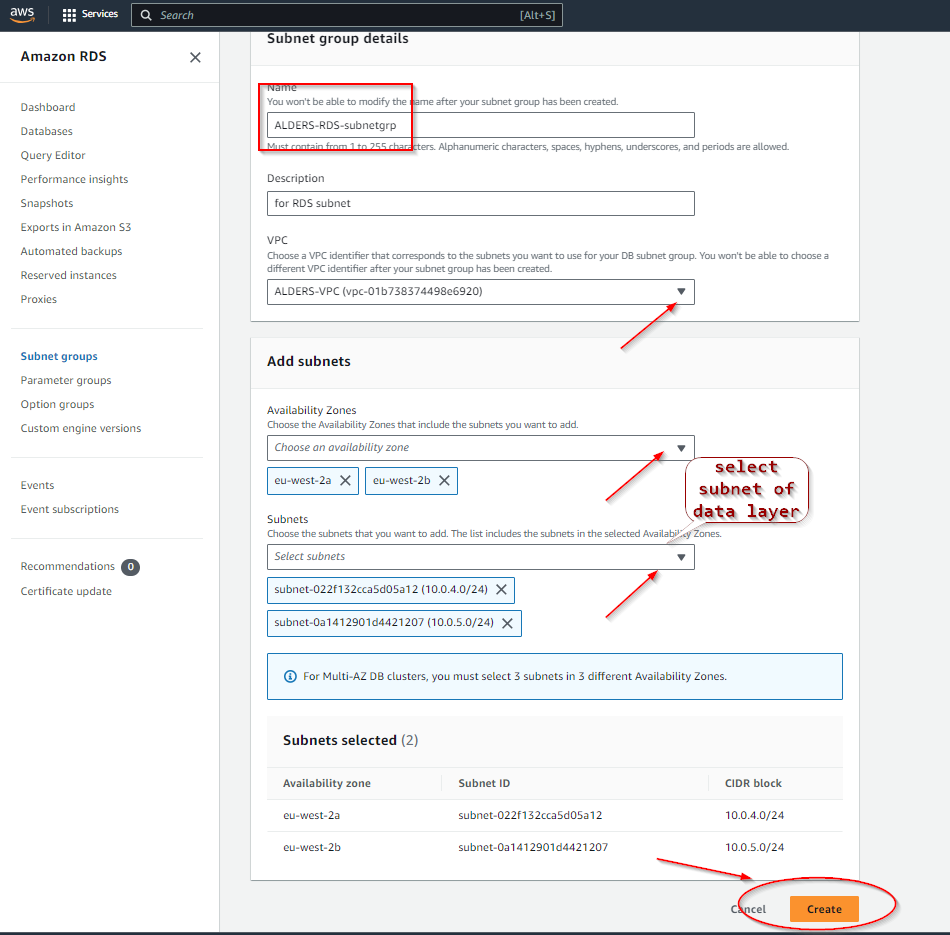 aws
Services
Search
[Alt+S]
Amazon RDS
Dashboard
Databases
Query Editor
Performance insights
Snapshots
Exports in Amazon S3
Automated backups
Reserved instances
Proxies
Subnet groups
Parameter groups
Option groups
Custom engine versions
Events
Event subscriptions
Recommendations 0
Certificate update
Subnet group details
Name
You won't be able to modify the name after your subnet group has been created.
ALDERS-RDS-subnetgrp
Must contain from 1 to 255 characters. Alphanumeric characters, spaces, hyphens, underscores, and periods are allowed.
Description
for RDS subnet
VPC
Choose a VPC identifier that corresponds to the subnets you want to use for your DB subnet group. You won't be able to choose a
different VPC identifier after your subnet group has been created.
ALDERS-VPC (vpc-01b738374498e6920)
Add subnets
Availability Zones
Choose the Availability Zones that include the subnets you want to add.
Choose an availability zone
eu-west-2a
eu-west-2b
select
subnet of
data layer
Subnets
Choose the subnets that you want to add. The list includes the subnets in the selected Availability Zones.
Select subnets
subnet-022f132cca5d05a12 (10.0.4.0/24)
subnet-0a1412901d4421207 (10.0.5.0/24)
For Multi-AZ DB clusters, you must select 3 subnets in 3 different Availability Zones.
Subnets selected (2)
Availability zone Subnet ID CIDR block
eu-west-2a subnet-022f132cca5d05a12 10.0.4.0/24
eu-west-2b subnet-0a1412901d4421207 10.0.5.0/24
Cancel
Create